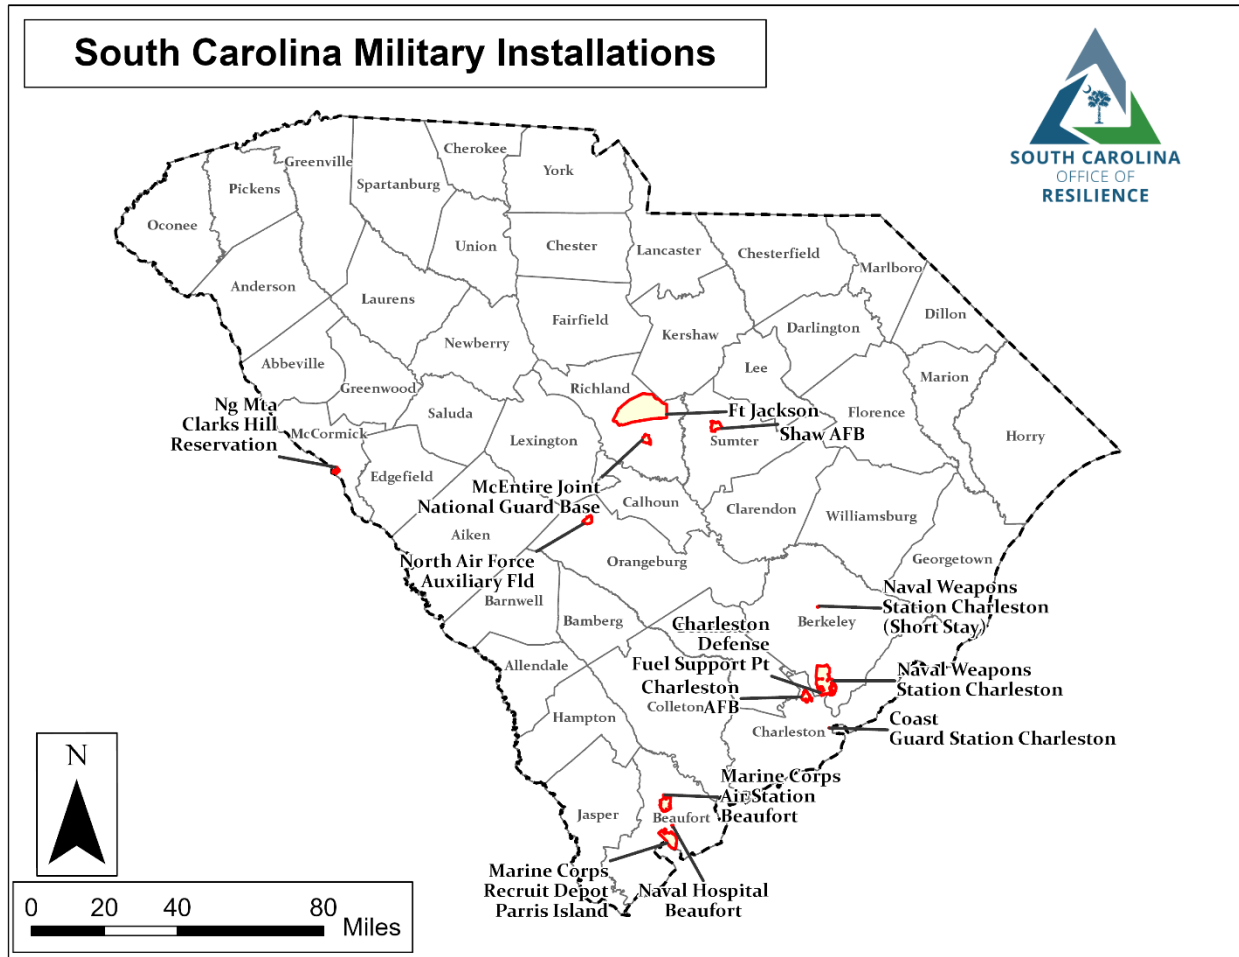 South Carolina Military Installations
SOUTH CAROLINA
OFFICE OF
RESILIENCE
Cherokee
Greenville
York
Spartanburg
Pickens
Oconee
Union
Chester
Lancaster
Chesterfield
Marlboro
Anderson
Laurens
Fairfield
Dillon
Kershaw
Darlington
Newberry
Abbeville
Lee
Marion
Greenwood
Richland
Saluda
Florence
Ng Mta
Clarks Hill
Reservation
McCormick
Ft Jackson
Shaw AFB
Sumter
Lexington
Horry
Edgefield
McEntire Joint
National Guard Base
Calhoun
Clarendon
Williamsburg
Aiken
North Air Force
Auxiliary Fld
Orangeburg
Georgetown
Barnwell
Bamberg
Berkeley
Naval Weapons
Station Charleston
(Short Stay)
Charleston
Defense
Fuel Support Pt
Allendale
Naval Weapons
Station Charleston
Charleston
AFB
Colleton
Hampton
Charleston
Coast
Guard Station Charleston
Marine Corps
Air Station
Beaufort
Jasper
Beaufort
Marine Corps
Recruit Depot
Parris Island
Naval Hospital
Beaufort
N
0 20 40 80
Miles